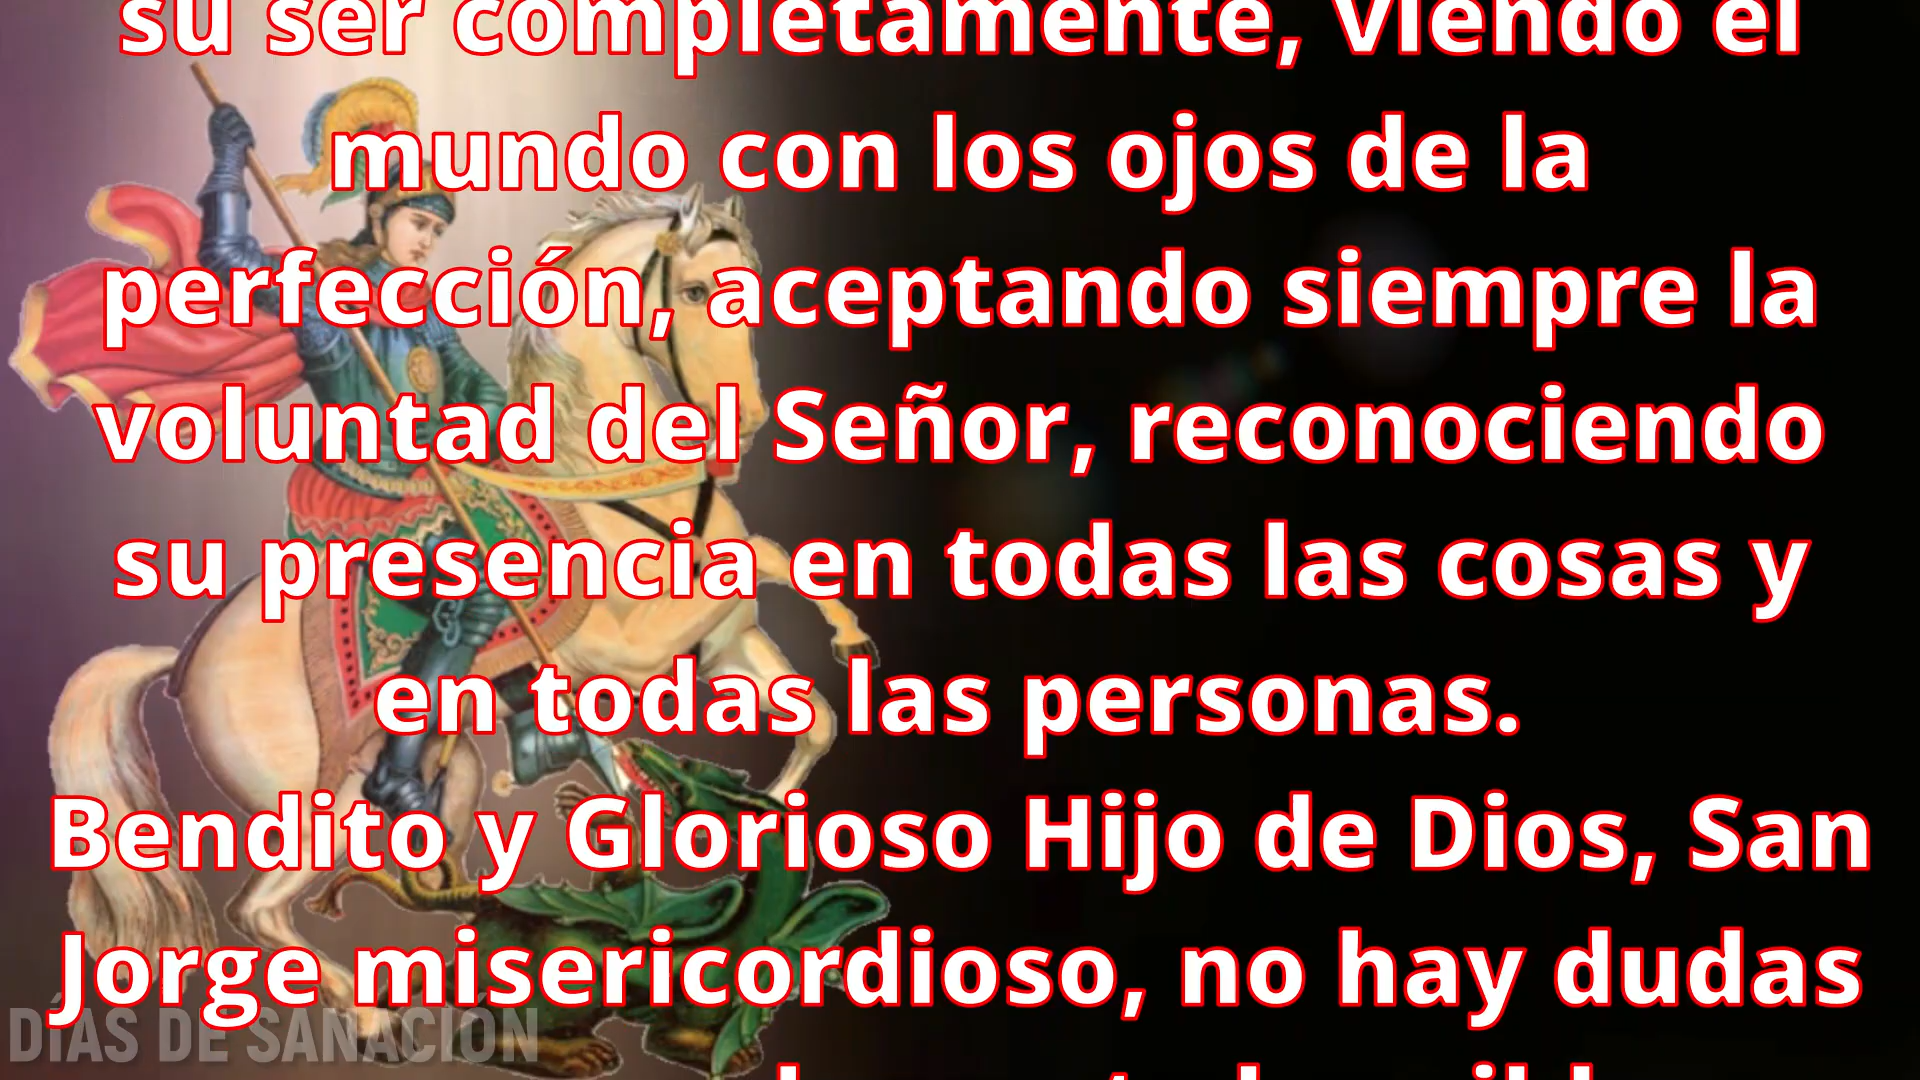 su ser completamente, viendo el
mundo con los ojos de la
perfección, aceptando siempre la
voluntad del Señor, reconociendo
su presencia en todas las cosas y
en todas las personas.
Bendito y Glorioso Hijo de Dios, San
Jorge misericordioso, no hay dudas
DÍAS DE SANACIÓN